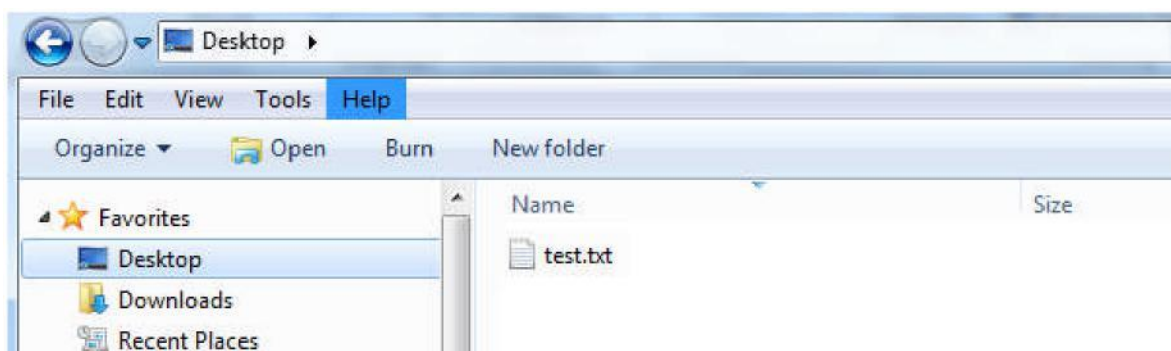 Desktop
File Edit View Tools Help
Organize Open Burn New folder
Name Size
Favorites
test.txt
Desktop
Downloads
Recent Places